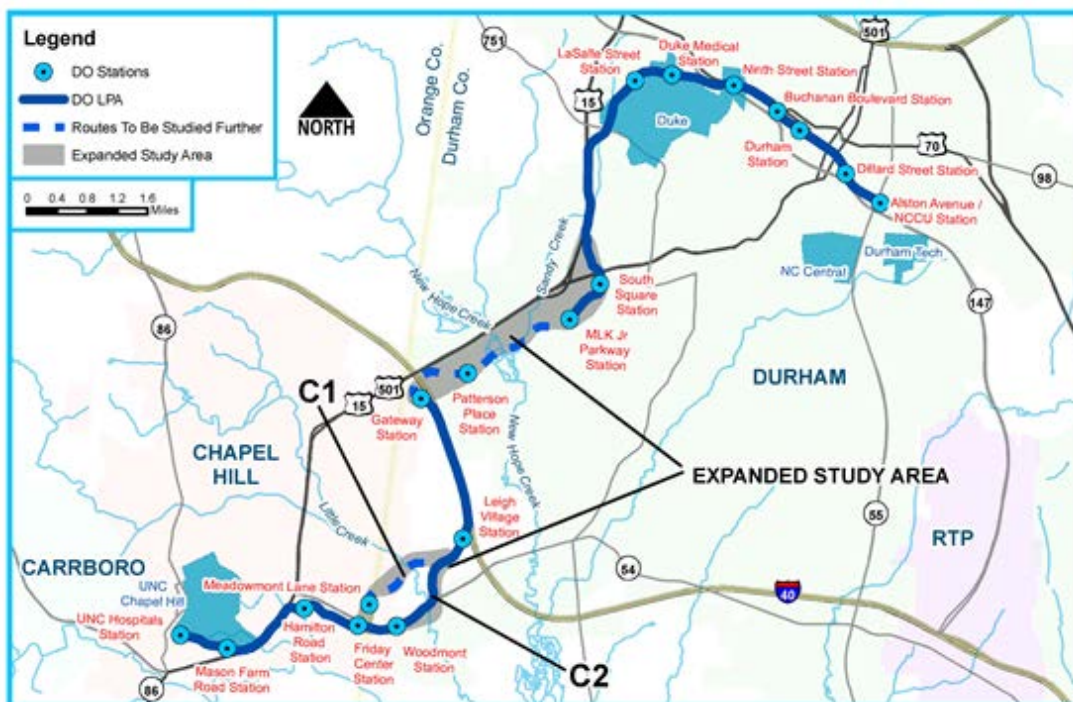 Legend
DO Stations
DO LPA
Routes To Be Studied Further
Expanded Study Area
0 0.4 0.8 1.2 1.6
Miles
NORTH
Orange Co.
Durham Co.
751
501
15
70
98
147
86
LaSalle Street
Station
Duke Medical
Station
Ninth Street Station
Buchanan Boulevard Station
Duke
Durham
Station
Dillard Street Station
Alston Avenue /
NCCU Station
NC Central
Durham Tech
Sandy Creek
New Hope Creek
South
Square
Station
MLK Jr
Parkway
Station
DURHAM
C1
501
15
Patterson
Place
Station
Gateway
Station
New Hope Creek
CHAPEL
HILL
EXPANDED STUDY AREA
Leigh
Village
Station
Little Creek
55
RTP
CARRBORO
UNC
Chapel Hill
Meadowmont Lane Station
54
40
UNC Hospitals
Station
Hamilton
Road
Station
Friday
Center
Station
Woodmont
Station
Mason Farm
Road Station
C2
86